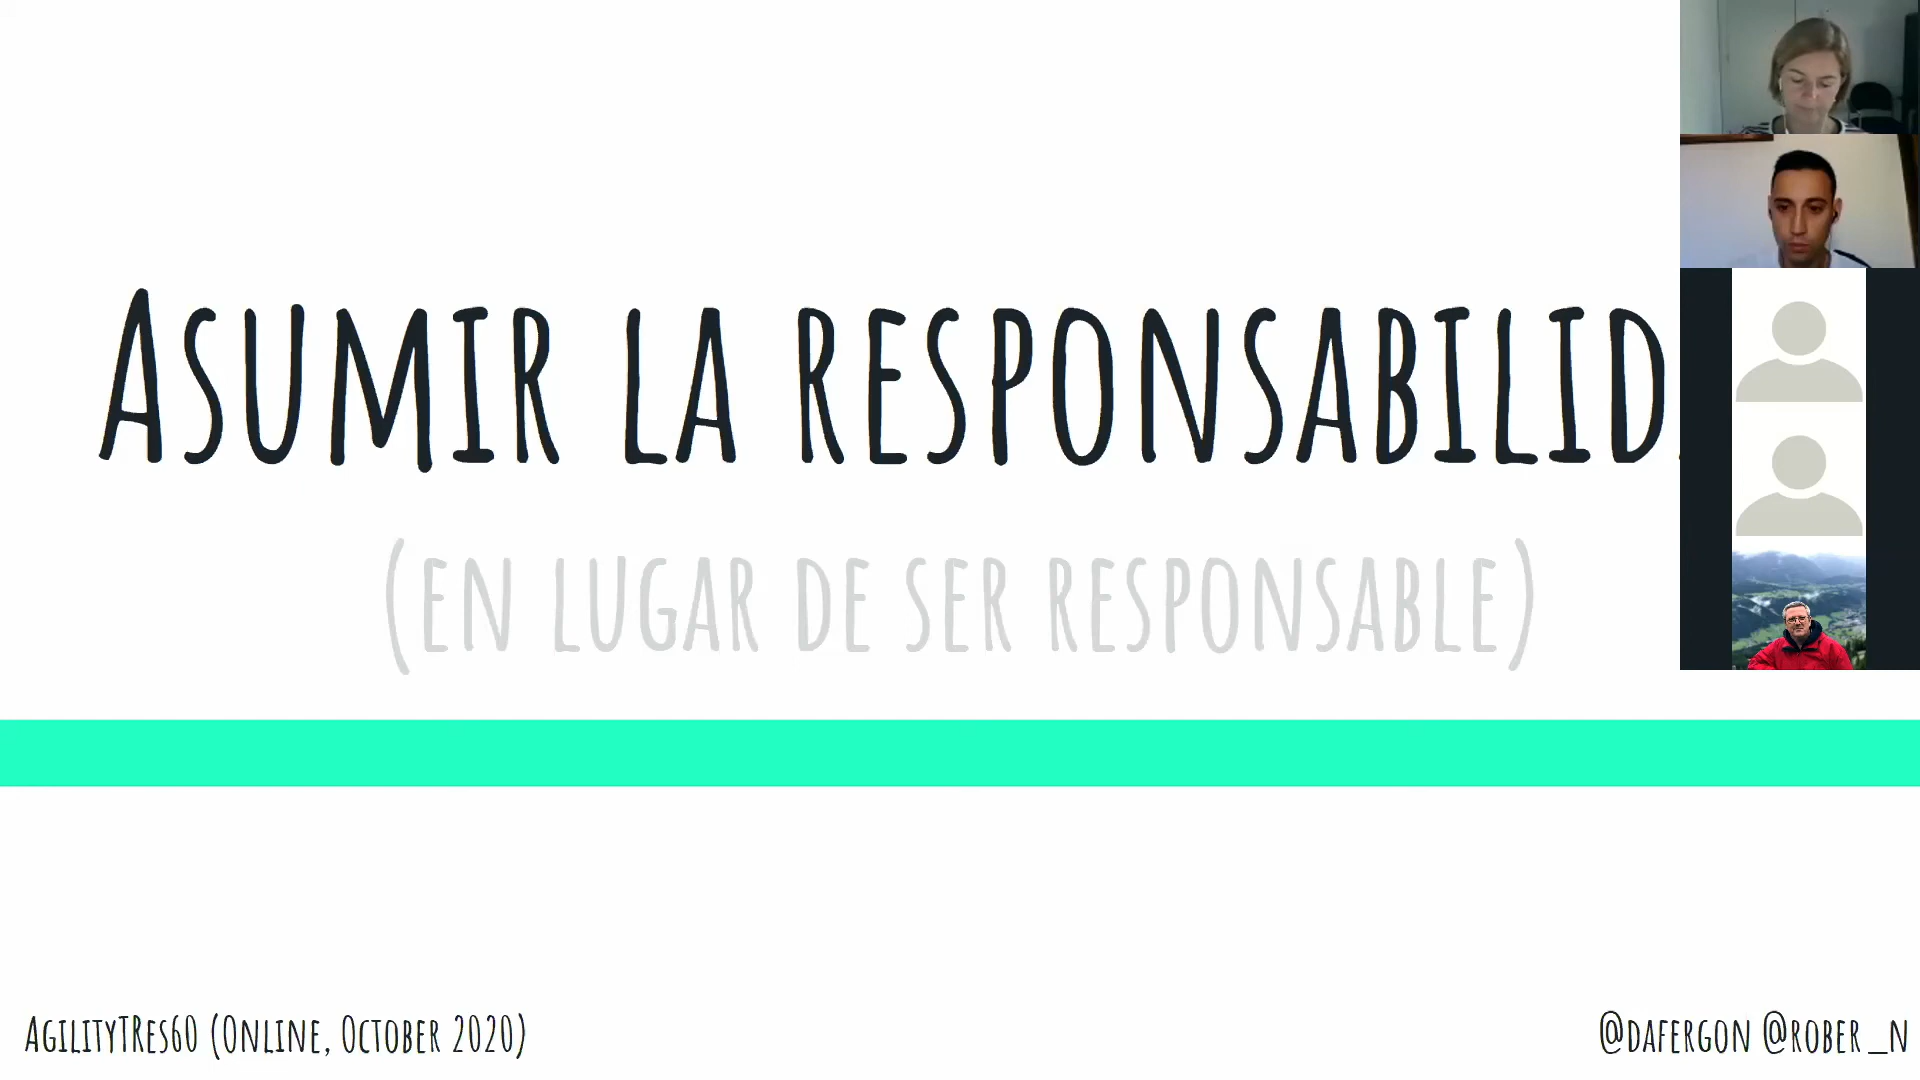 Asumir la responsabilid
(en lugar de ser responsable)
AgilityTRes60 (Online, October 2020)
@dafergon @rober_n